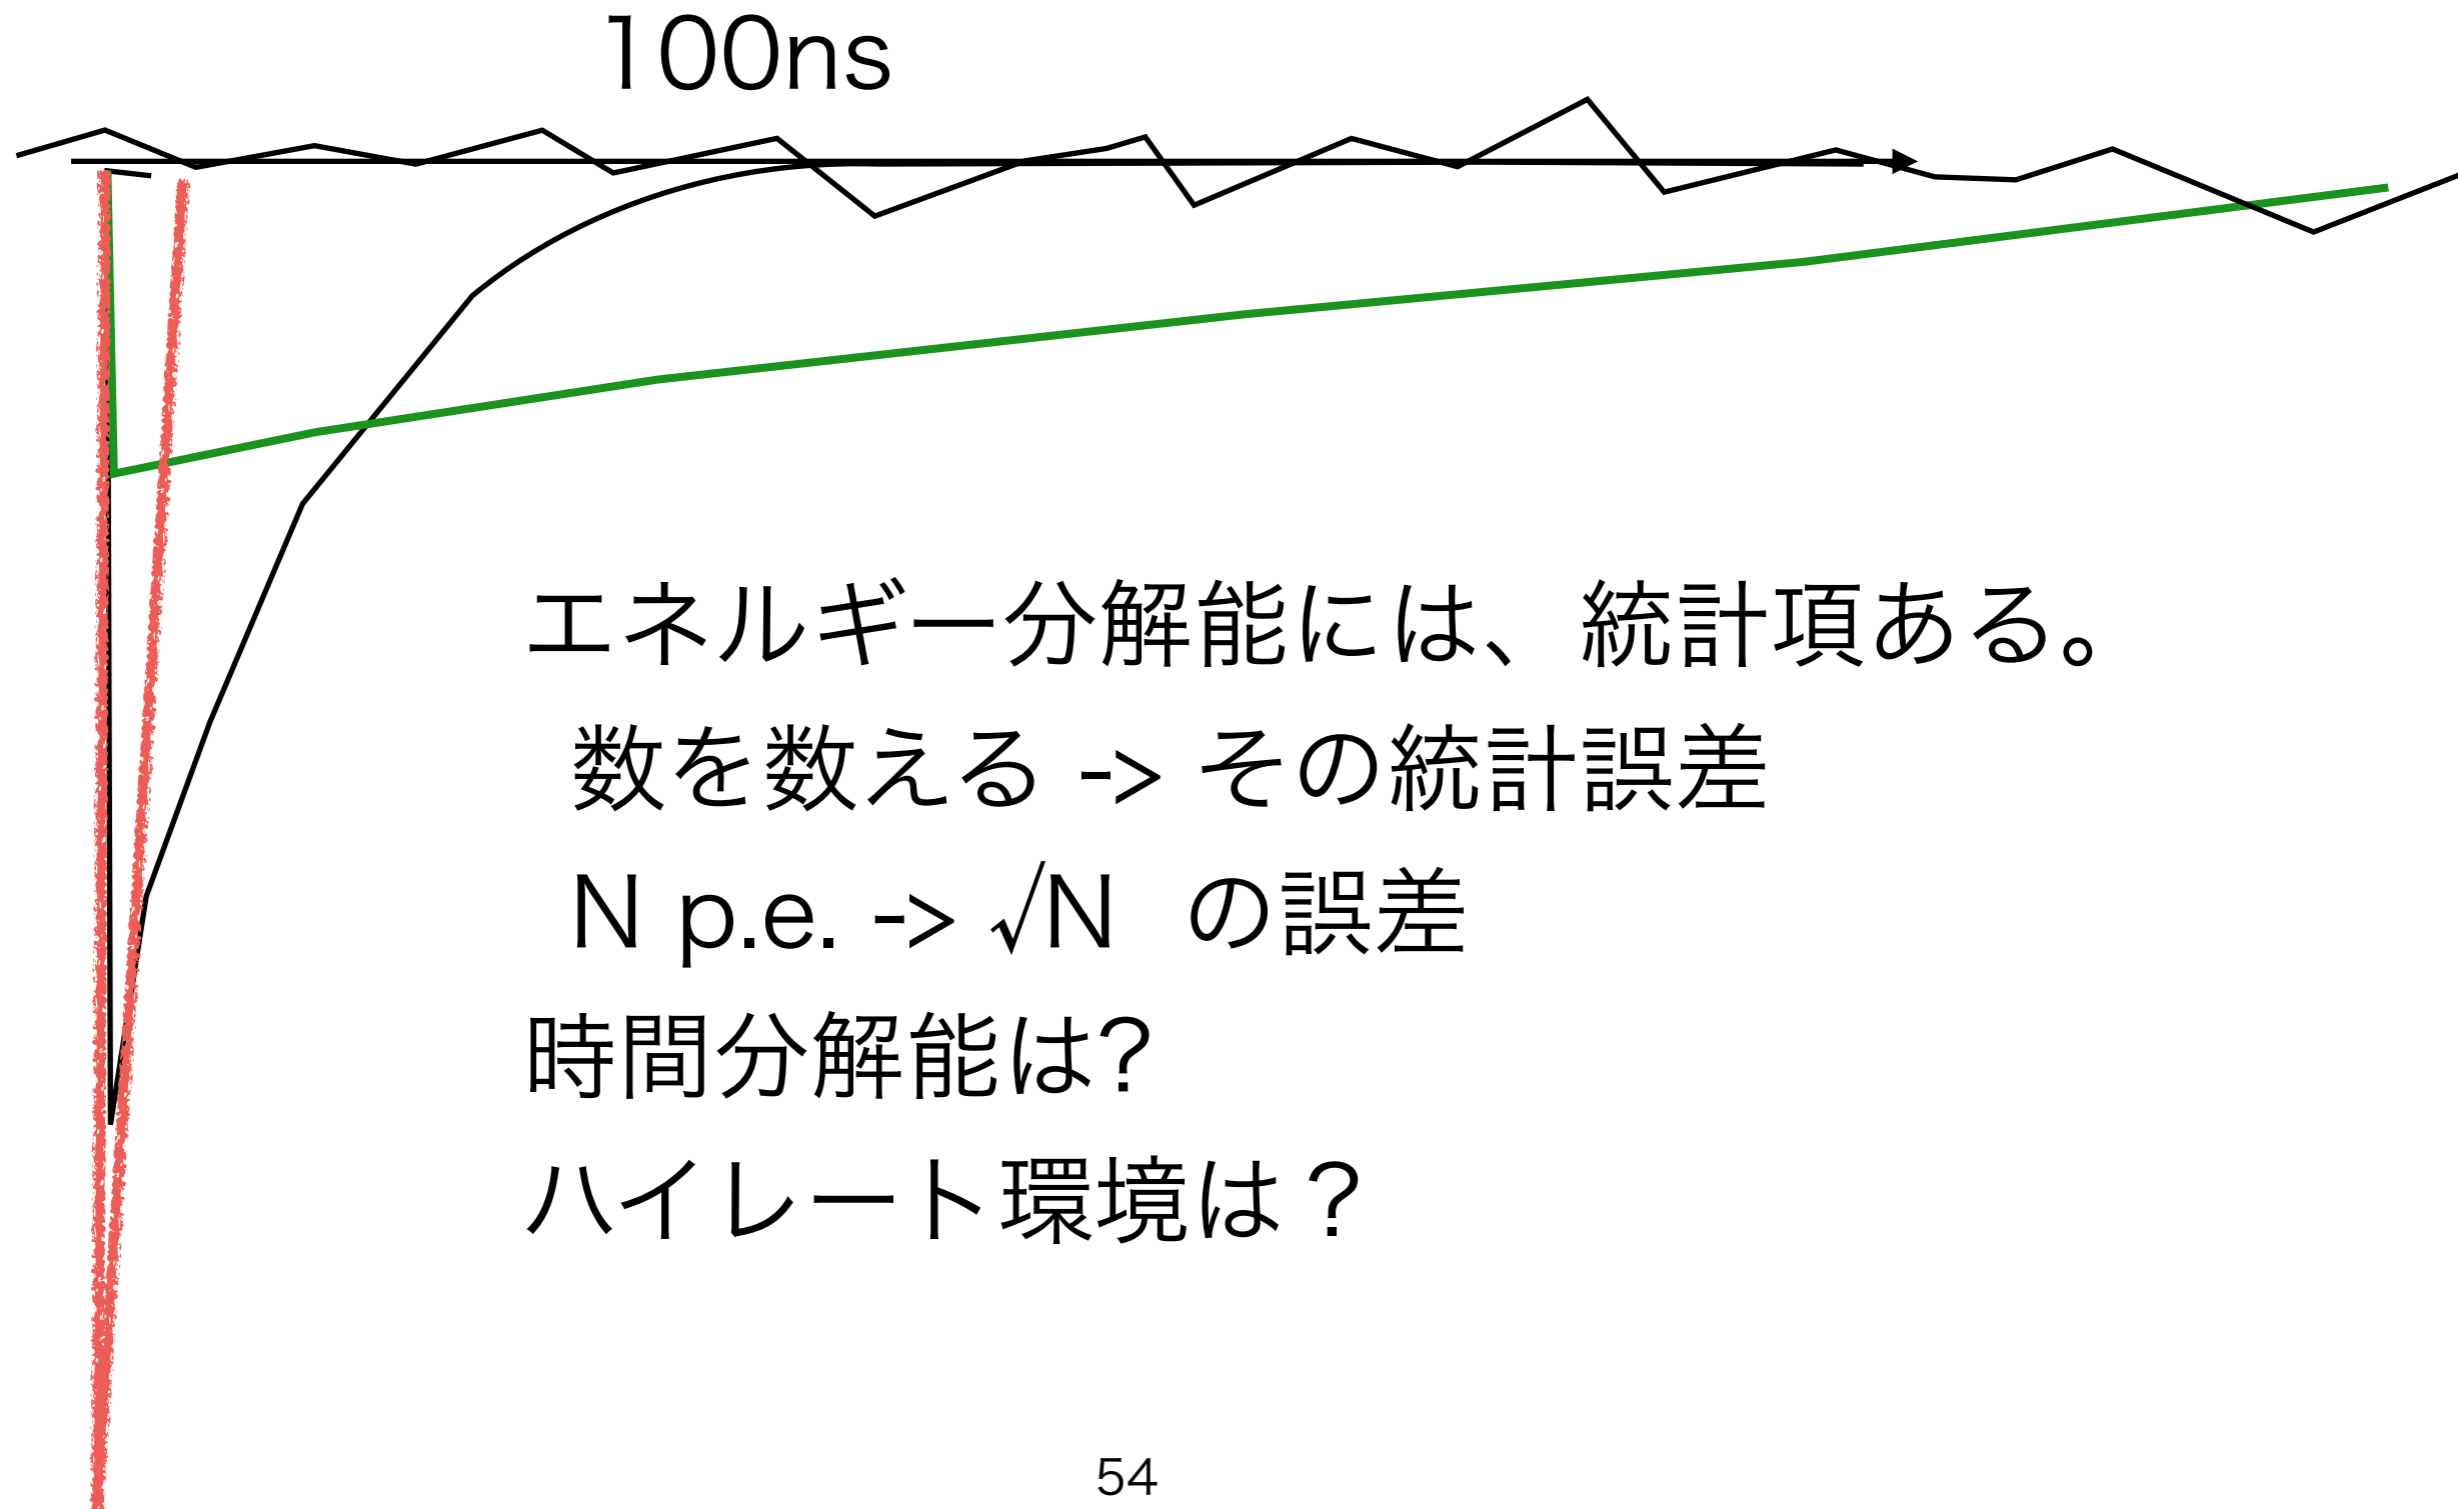 100ns
エネルギー分解能には、統計項ある。
数を数える -> その統計誤差
N p.e. -> √N の誤差
時間分解能は?
ハイレート環境は？
54